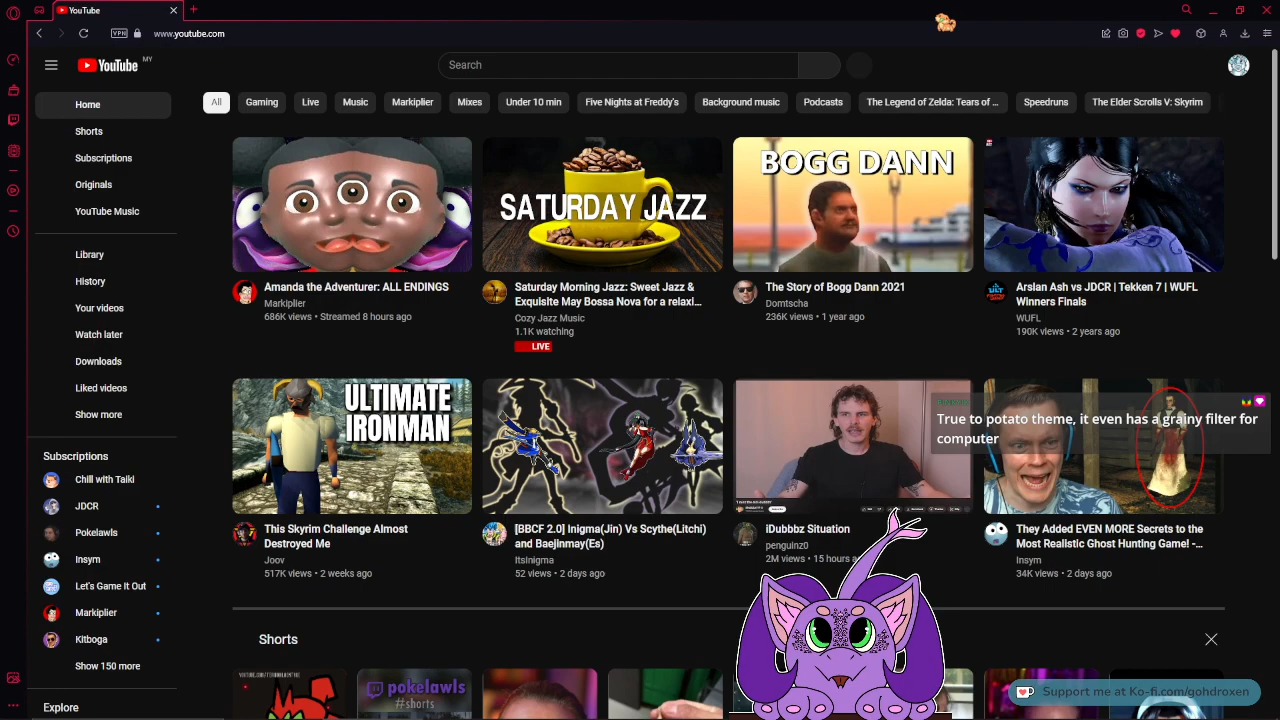 YouTube
VPN
www.youtube.com
YouTube MY
Search
All
Gaming
Live
Music
Markiplier
Mixes
Under 10 min
Five Nights at Freddy's
Background music
Podcasts
The Legend of Zelda: Tears of ...
Speedruns
The Elder Scrolls V: Skyrim
Home
Shorts
Subscriptions
Originals
YouTube Music
Library
History
Your videos
Watch later
Downloads
Liked videos
Show more
Subscriptions
Chill with Taiki
JDCR
Pokelawls
Insym
Let's Game It Out
Markiplier
Kitboga
Show 150 more
Explore
SATURDAY JAZZ
BOGG DANN
Amanda the Adventurer: ALL ENDINGS
Markiplier
686K views • Streamed 8 hours ago
Saturday Morning Jazz: Sweet Jazz &
Exquisite May Bossa Nova for a relaxi...
Cozy Jazz Music
1.1K watching
LIVE
The Story of Bogg Dann 2021
Domtscha
236K views • 1 year ago
Arslan Ash vs JDCR | Tekken 7 | WUFL
Winners Finals
WUFL
190K views • 2 years ago
ULTIMATE
IRONMAN
True to potato theme, it even has a grainy filter for
computer
This Skyrim Challenge Almost
Destroyed Me
Joov
517K views • 2 weeks ago
[BBCF 2.0] Inigma(Jin) Vs Scythe(Litchi)
and Baejinmay(Es)
ItsInigma
52 views • 2 days ago
iDubbbz Situation
penguinz0
2M views • 15 hours a
They Added EVEN MORE Secrets to the
Most Realistic Ghost Hunting Game! -...
Insym
34K views • 2 days ago
Shorts
pokelawls
#shorts
Support me at Ko-fi.com/gohdroxen